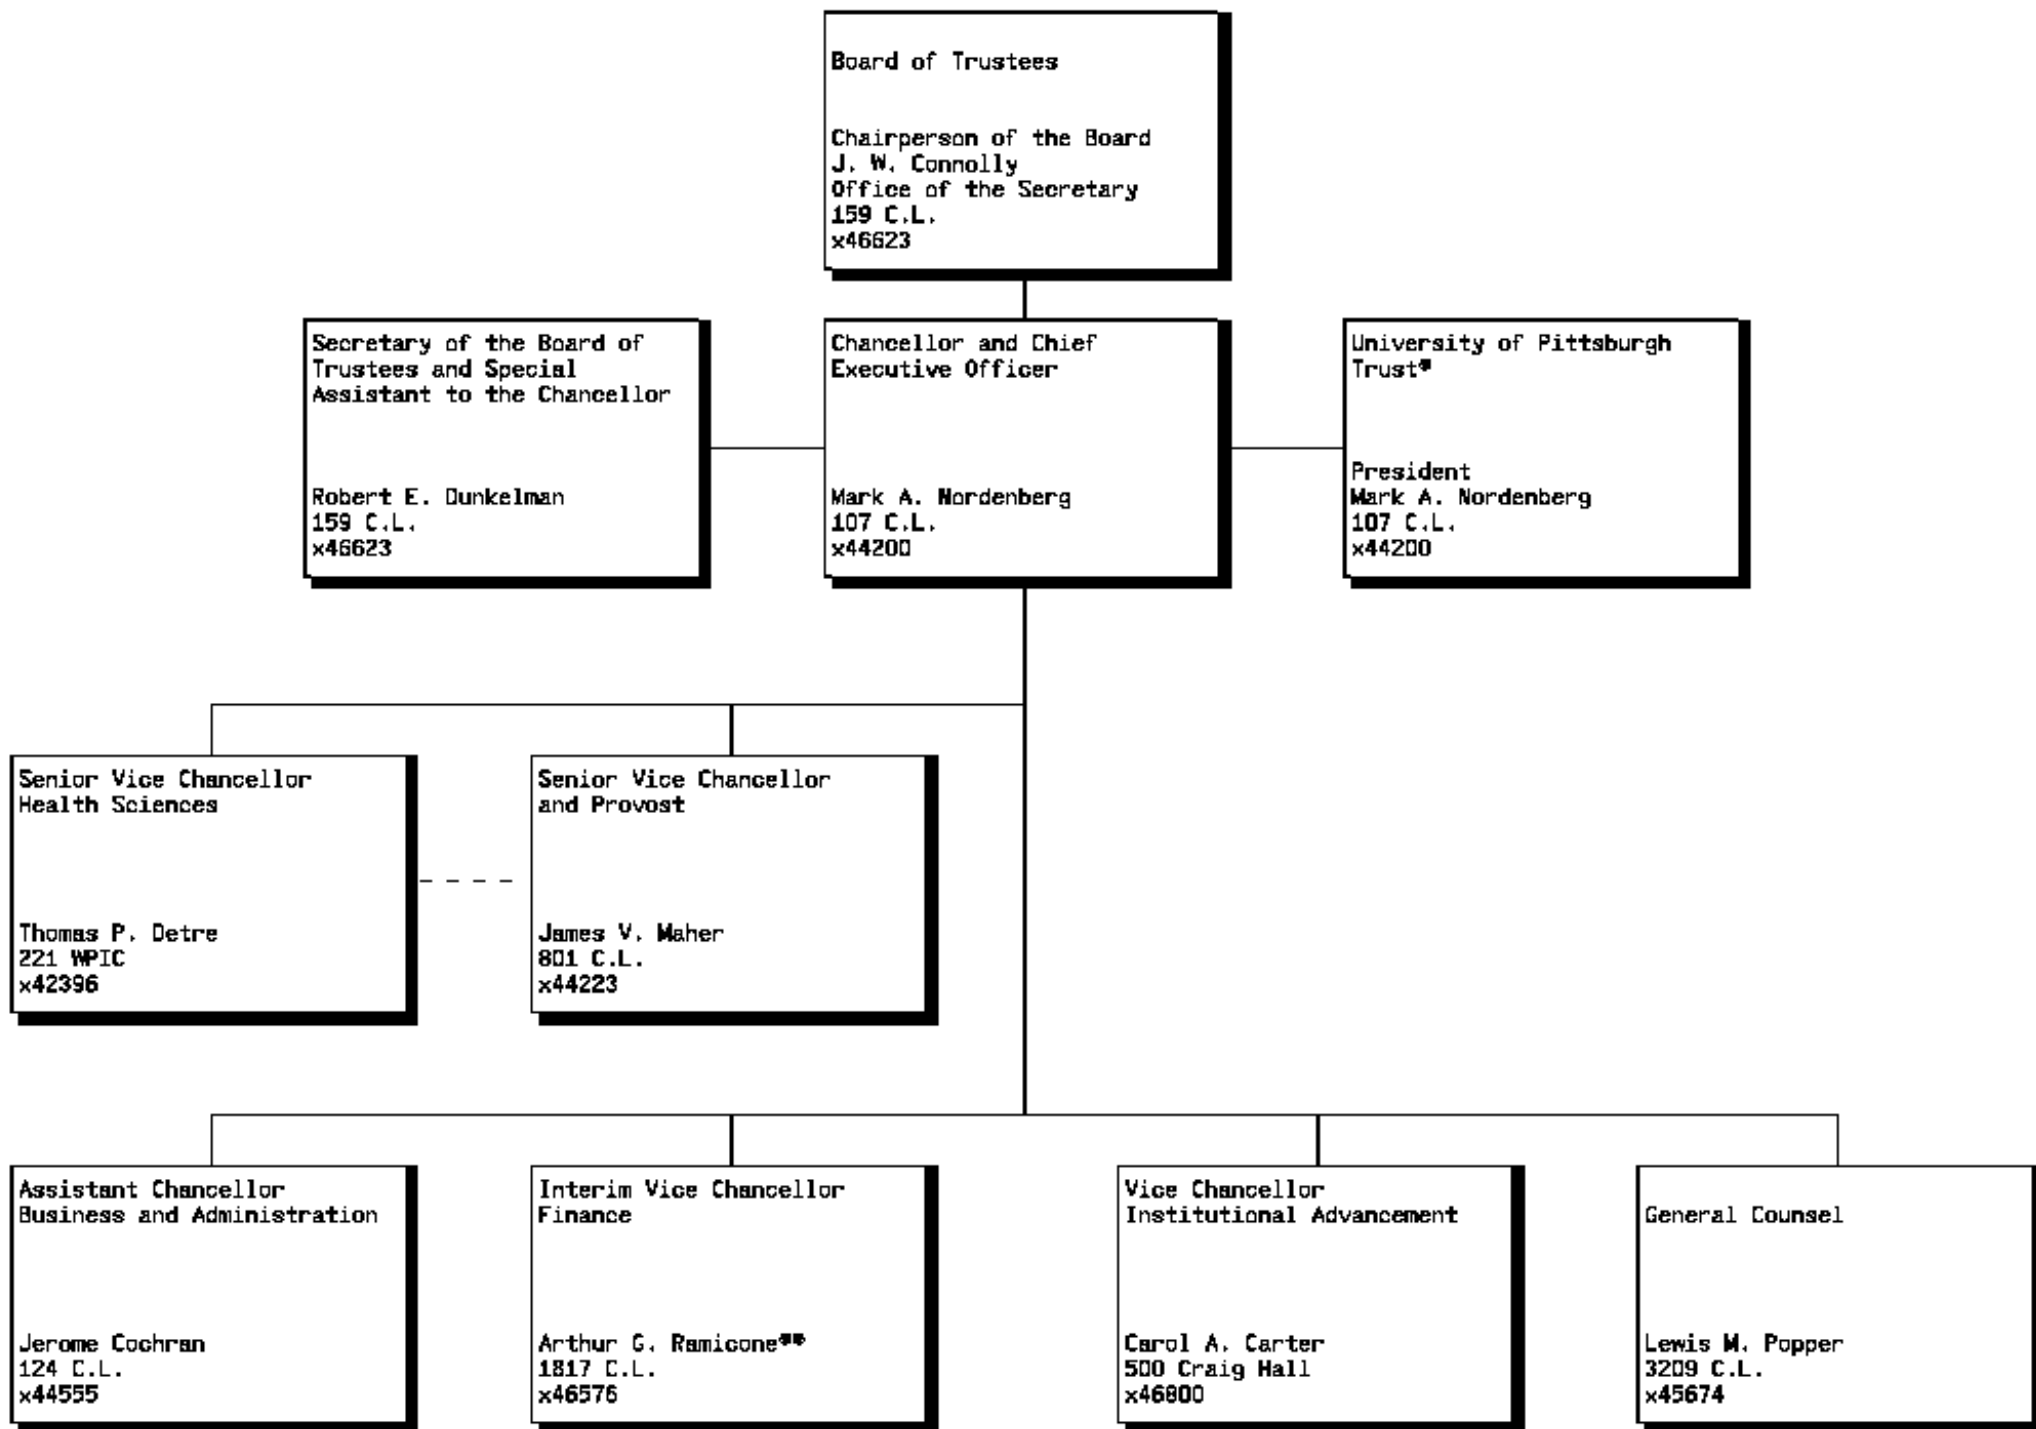 Board of Trustees
Chairperson of the Board
J. W. Connolly
Office of the Secretary
159 C.L.
x46623
Secretary of the Board of
Trustees and Special
Assistant to the Chancellor
Robert E. Dunkelman
159 C.L.
x46623
Chancellor and Chief
Executive Officer
Mark A. Nordenberg
107 C.L.
x44200
University of Pittsburgh
Trust*
President
Mark A. Nordenberg
107 C.L.
x44200
Senior Vice Chancellor
Health Sciences
Thomas P. Detre
221 WPIC
x42396
Senior Vice Chancellor
and Provost
James V. Maher
801 C.L.
x44223
Assistant Chancellor
Business and Administration
Jerome Cochran
124 C.L.
x44555
Interim Vice Chancellor
Finance
Arthur G. Ramicone**
1817 C.L.
x46576
Vice Chancellor
Institutional Advancement
Carol A. Carter
500 Craig Hall
x46800
General Counsel
Lewis M. Popper
3209 C.L.
x45674